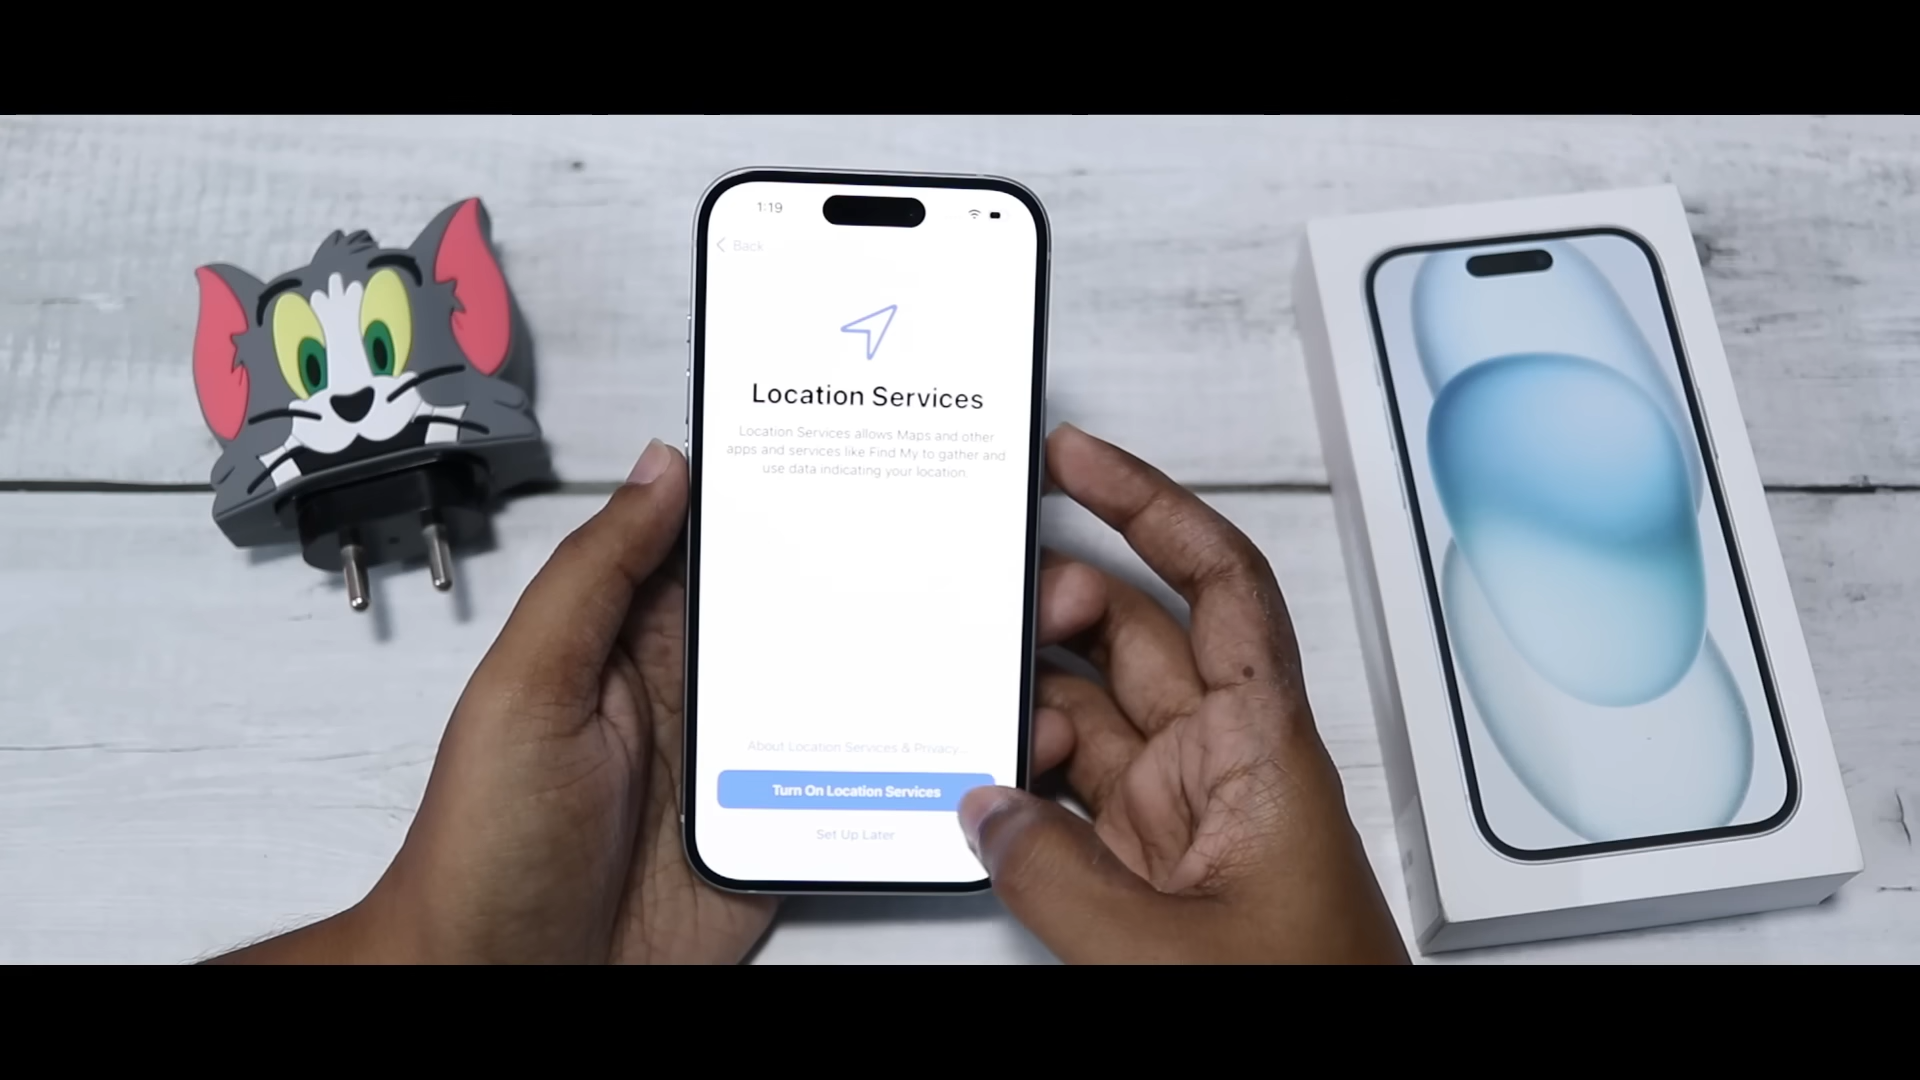 1:19
Back
Location Services
Location Services allows Maps and other
apps and services like Find My to gather and
use data indicating your location.
About Location Services & Privacy...
Turn On Location Services
Set Up Later